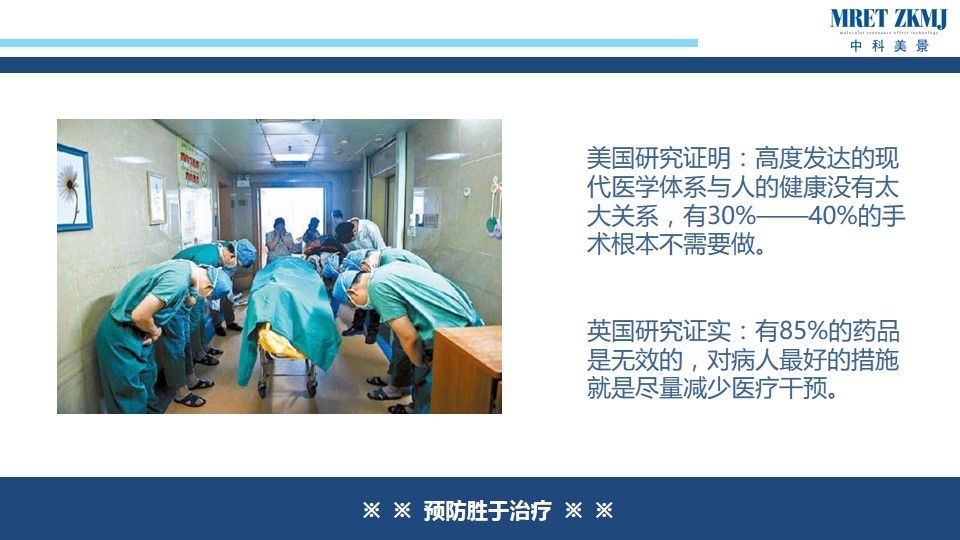 MRET ZKMJ
molecular resonance effect technology
中科美景
美国研究证明：高度发达的现
代医学体系与人的健康没有太
大关系，有30%——40%的手
术根本不需要做。
英国研究证实：有85%的药品
是无效的，对病人最好的措施
就是尽量减少医疗干预。
※ ※ 预防胜于治疗 ※ ※